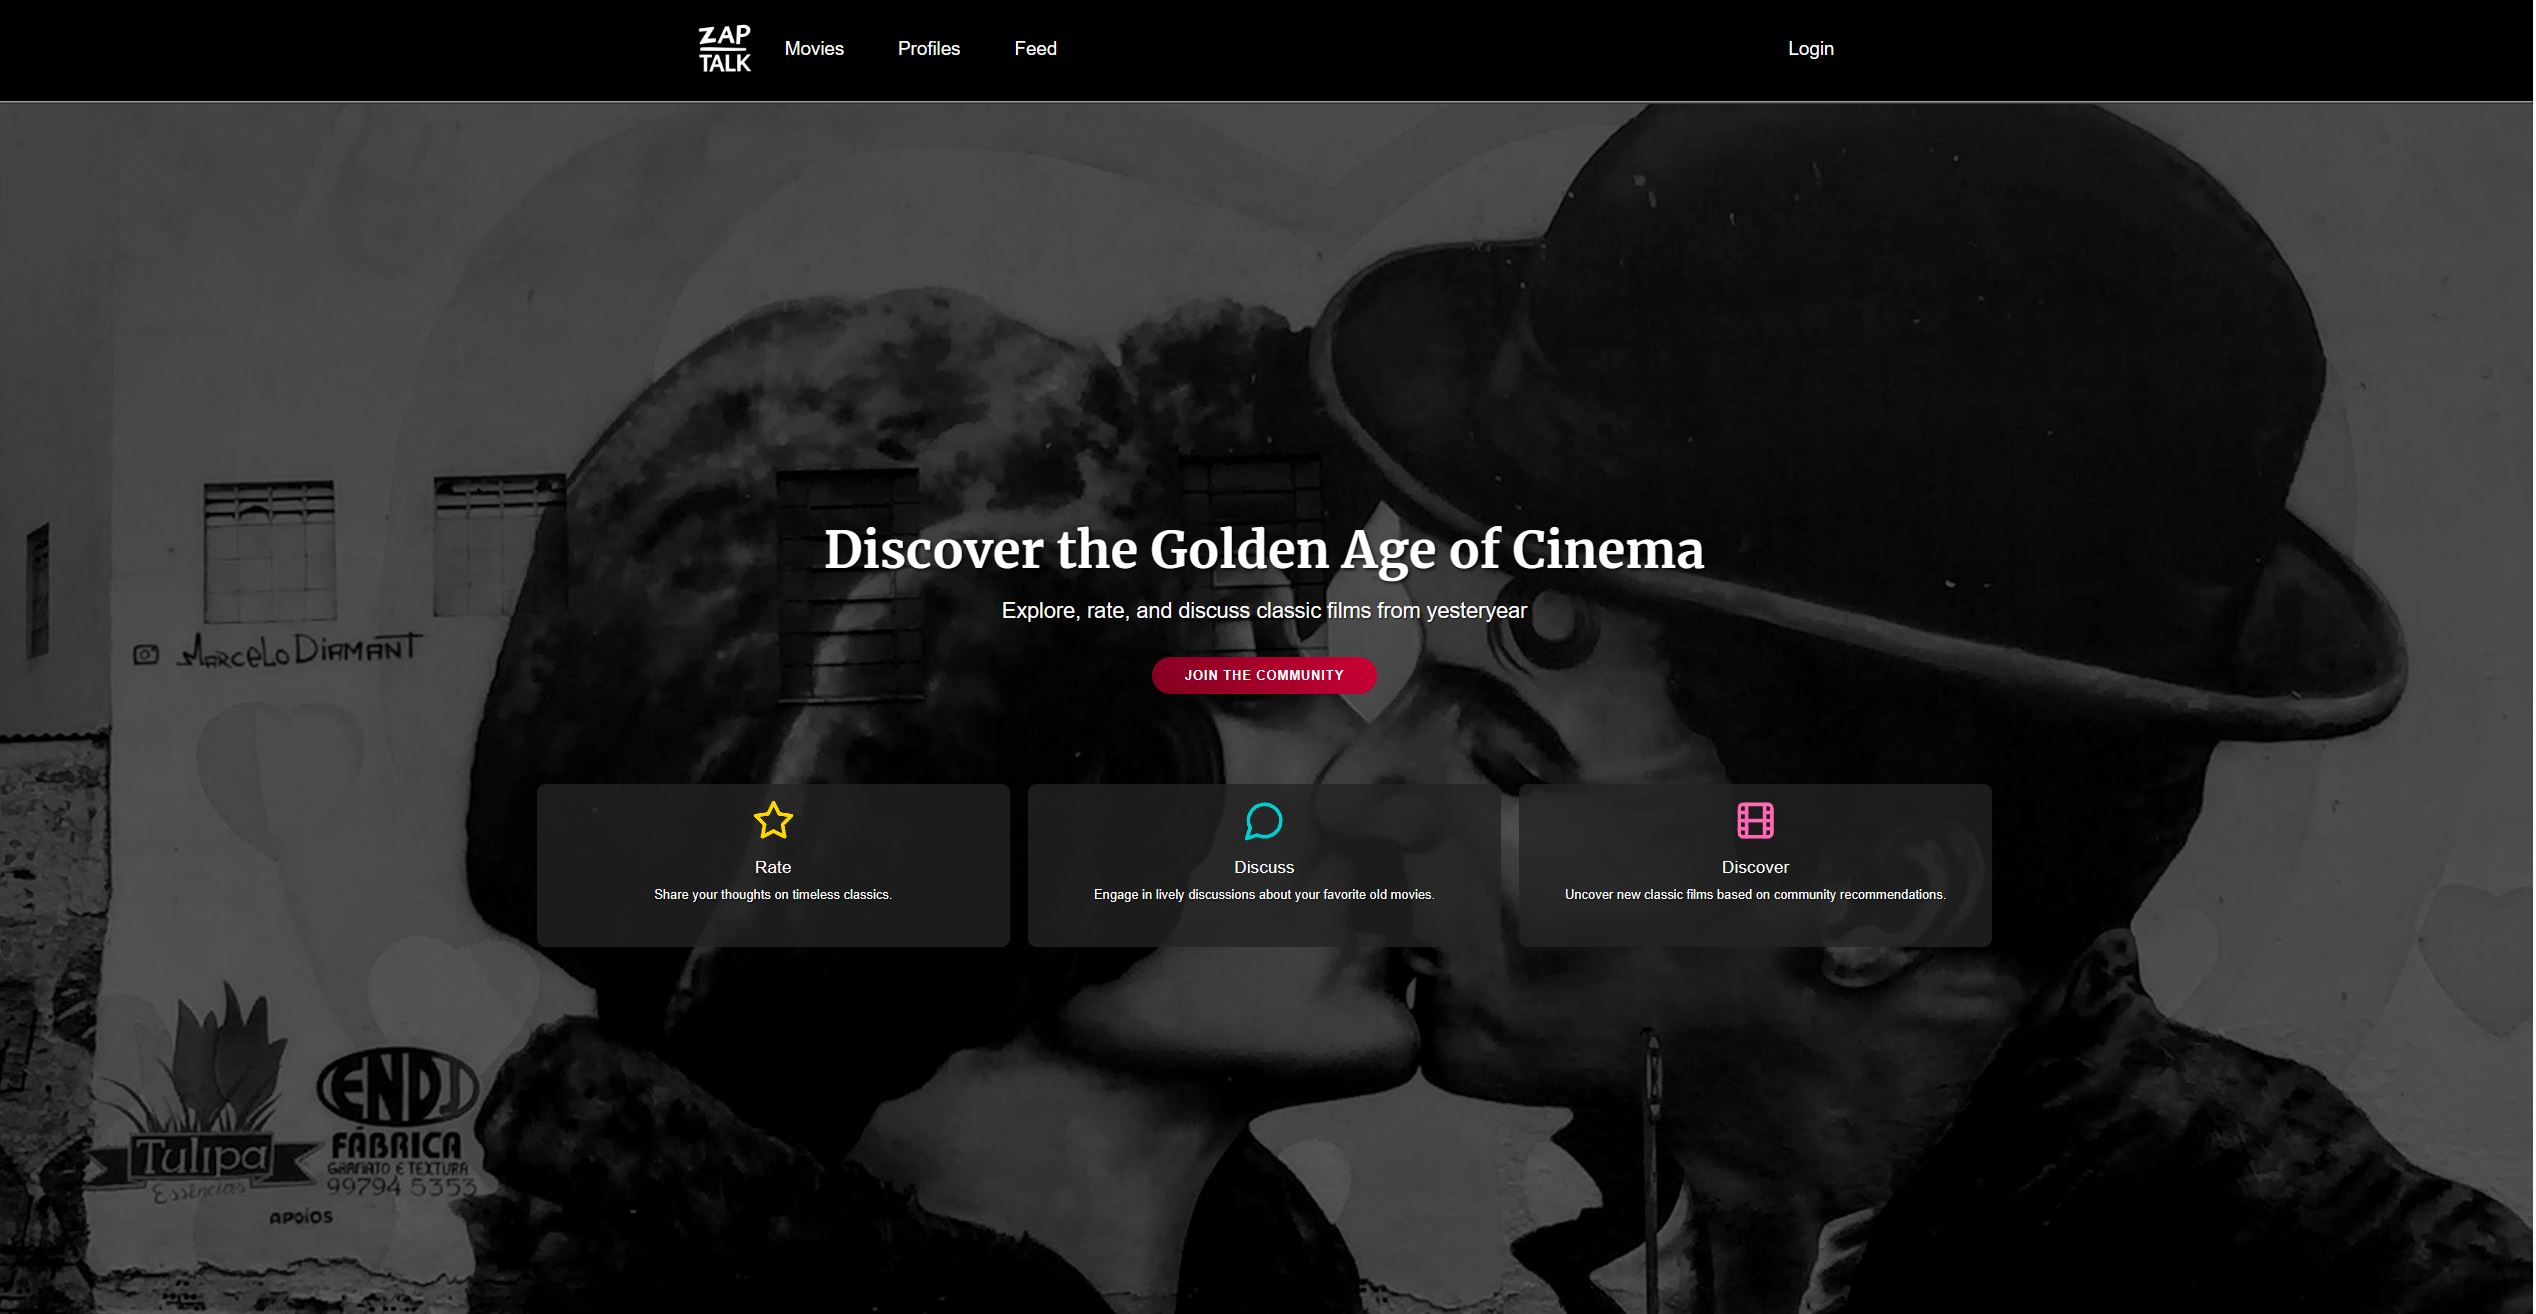 ZAP
TALK
Movies
Profiles
Feed
Login
Discover the Golden Age of Cinema
Explore, rate, and discuss classic films from yesteryear
JOIN THE COMMUNITY
Rate
Share your thoughts on timeless classics.
Discuss
Engage in lively discussions about your favorite old movies.
Discover
Uncover new classic films based on community recommendations.
MARCELO DIAMANT
Tulipa
Essências
ENDI
FÁBRICA
GRAFIATO E TEXTURA
99794 5353
APOIOS